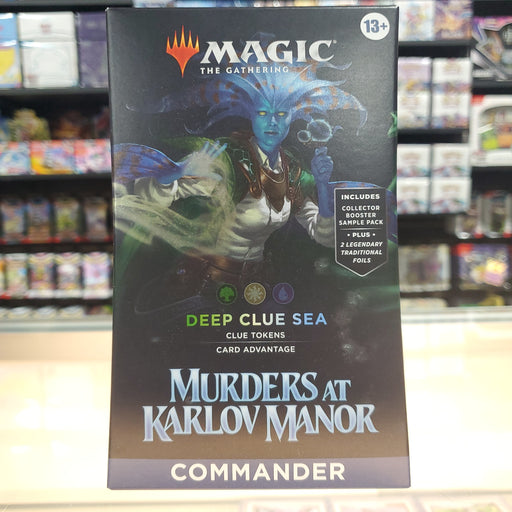 13+
MAGIC
THE GATHERING
INCLUDES
COLLECTOR
BOOSTER
SAMPLE PACK
• PLUS •
2 LEGENDARY
TRADITIONAL
FOILS
DEEP CLUE SEA
CLUE TOKENS
CARD ADVANTAGE
MURDERS AT
KARLOV MANOR
COMMANDER